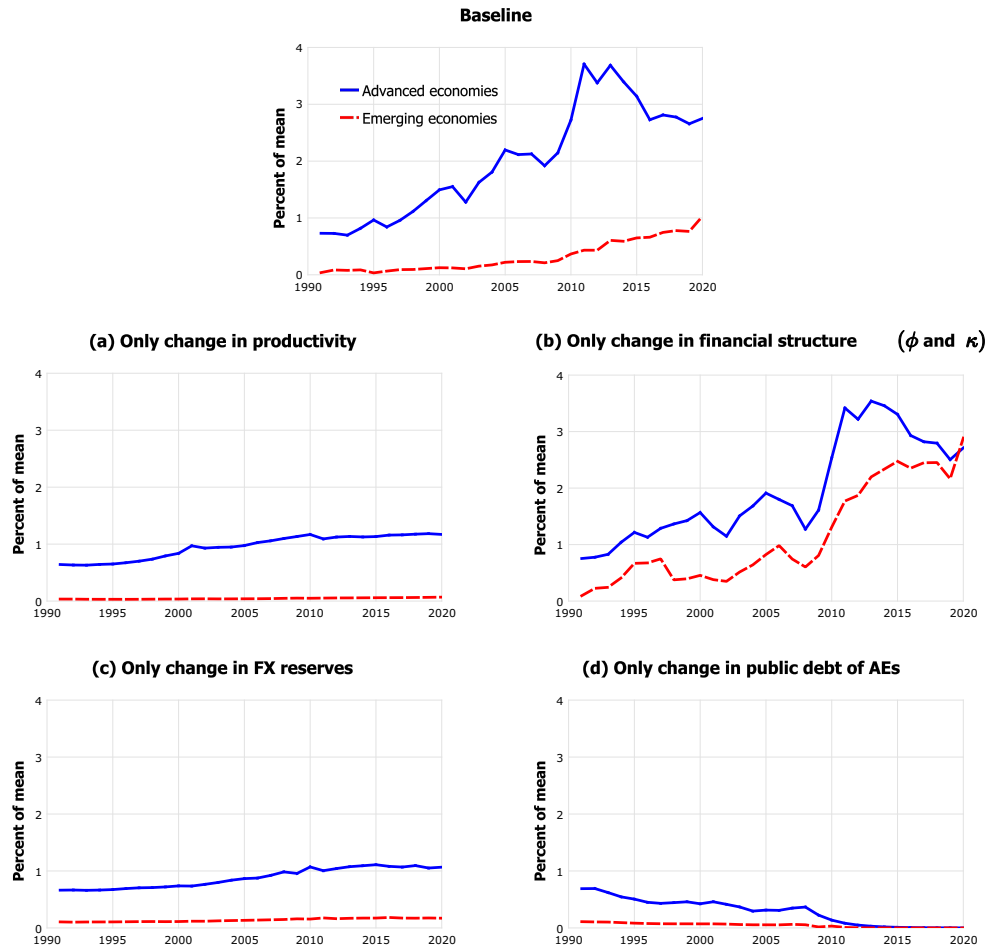 Baseline
4
3
2
1
0
Percent of mean
Advanced economies
Emerging economies
1990 1995 2000 2005 2010 2015 2020
(a) Only change in productivity
4
3
2
1
0
Percent of mean
1990 1995 2000 2005 2010 2015 2020
(b) Only change in financial structure (ϕ and κ)
4
3
2
1
0
Percent of mean
1990 1995 2000 2005 2010 2015 2020
(c) Only change in FX reserves
4
3
2
1
0
Percent of mean
1990 1995 2000 2005 2010 2015 2020
(d) Only change in public debt of AEs
4
3
2
1
0
Percent of mean
1990 1995 2000 2005 2010 2015 2020